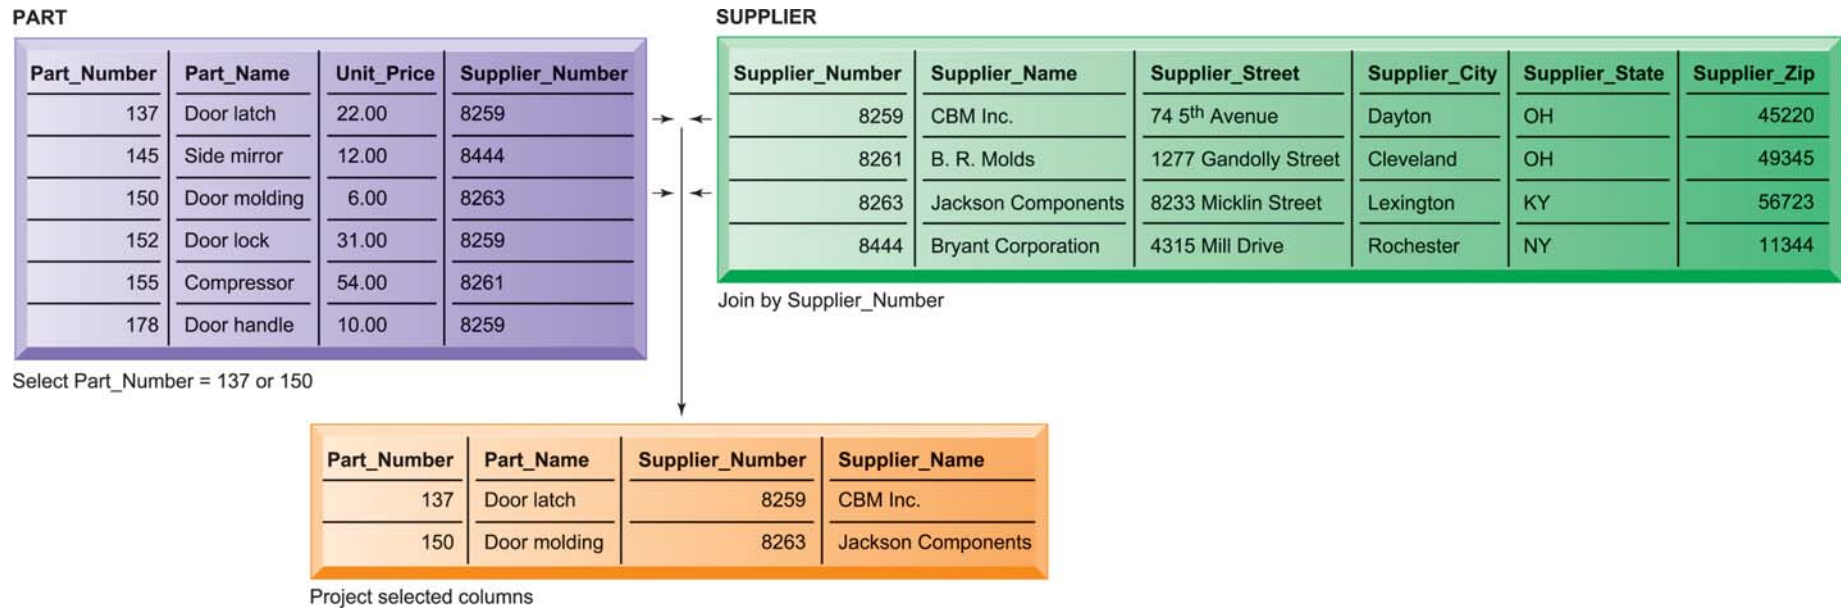 PART
Part_Number Part_Name Unit_Price Supplier_Number
137 Door latch 22.00 8259
145 Side mirror 12.00 8444
150 Door molding 6.00 8263
152 Door lock 31.00 8259
155 Compressor 54.00 8261
178 Door handle 10.00 8259
Select Part_Number = 137 or 150
SUPPLIER
Supplier_Number Supplier_Name Supplier_Street Supplier_City Supplier_State Supplier_Zip
8259 CBM Inc. 74 5th Avenue Dayton OH 45220
8261 B. R. Molds 1277 Gandolly Street Cleveland OH 49345
8263 Jackson Components 8233 Micklin Street Lexington KY 56723
8444 Bryant Corporation 4315 Mill Drive Rochester NY 11344
Join by Supplier_Number
Part_Number Part_Name Supplier_Number Supplier_Name
137 Door latch 8259 CBM Inc.
150 Door molding 8263 Jackson Components
Project selected columns